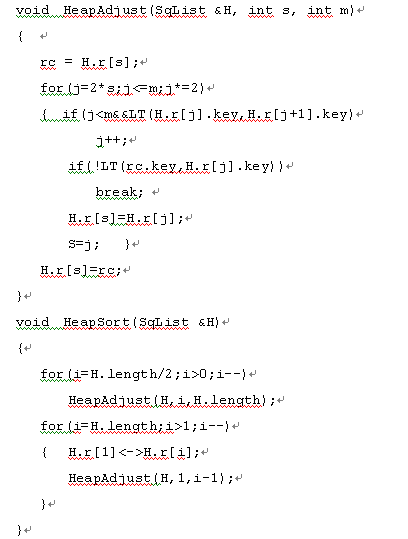 void  HeapAdjust(SqList &H, int s, int m)↵
{  ↵
rc = H.r[s];↵
for(j=2*s;j<=m;j*=2)↵
{  if(j<m&&LT(H.r[j].key,H.r[j+1].key)↵
j++;↵
if(!LT(rc.key,H.r[j].key))↵
break; ↵
H.r[s]=H.r[j];↵
S=j;   }↵
H.r[s]=rc;↵
}↵
void  HeapSort(SqList &H)↵
{↵
for(i=H.length/2;i>0;i--)↵
HeapAdjust(H,i,H.length);↵
for(i=H.length;i>1;i--)↵
{  H.r[1]<->H.r[i];↵
HeapAdjust(H,1,i-1);↵
}↵
}↵